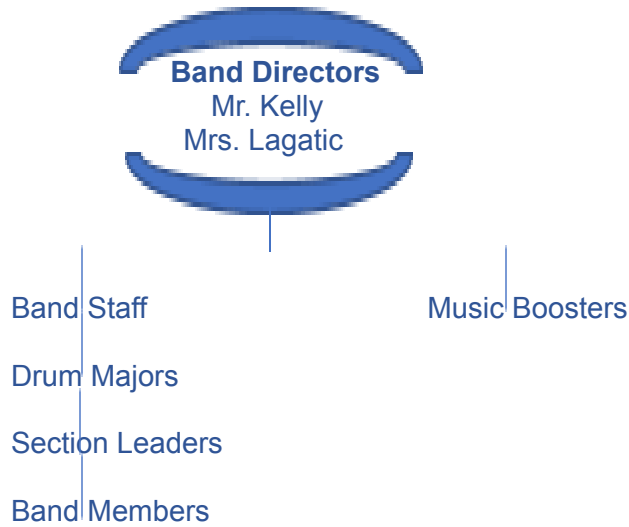 Band Directors
Mr. Kelly
Mrs. Lagatic
Band Staff
Music Boosters
Drum Majors
Section Leaders
Band Members